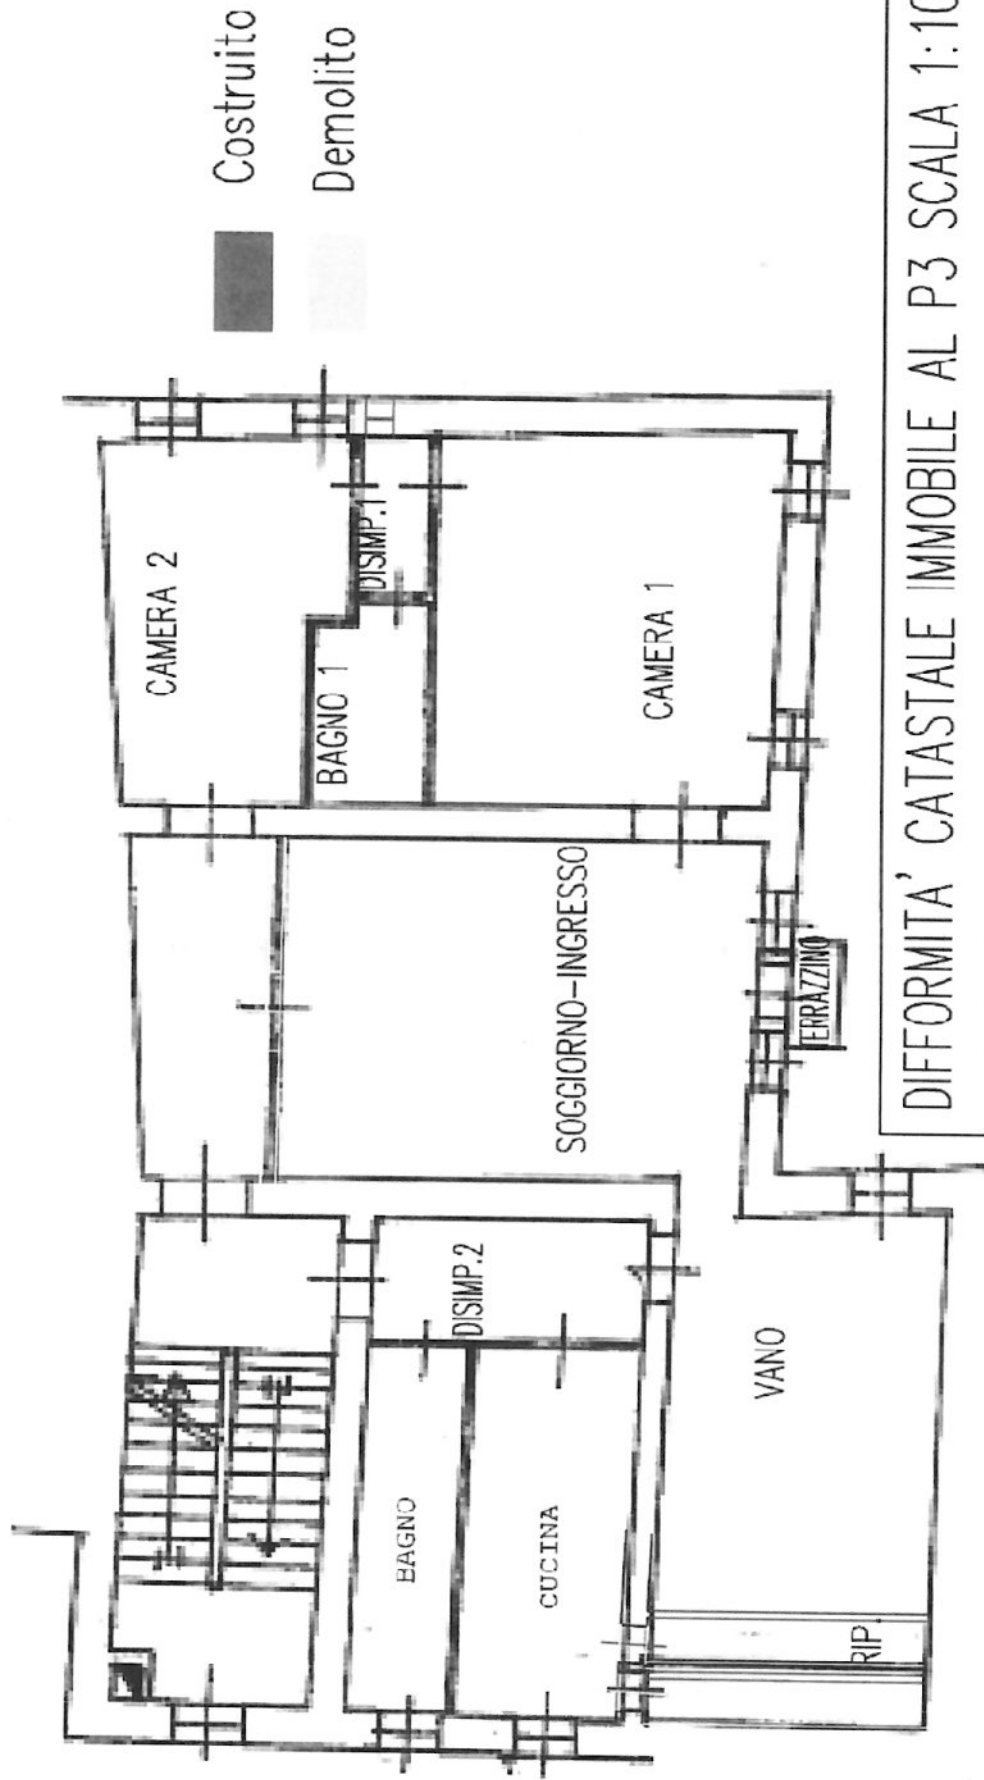 Costruito
Demolito
CAMERA 2
DISIMP.1
BAGNO 1
CAMERA 1
SOGGIORNO-INGRESSO
TERRAZZINO
DISIMP.2
VANO
BAGNO
CUCINA
RIP.
DIFFORMITA' CATASTALE IMMOBILE AL P3 SCALA 1:10